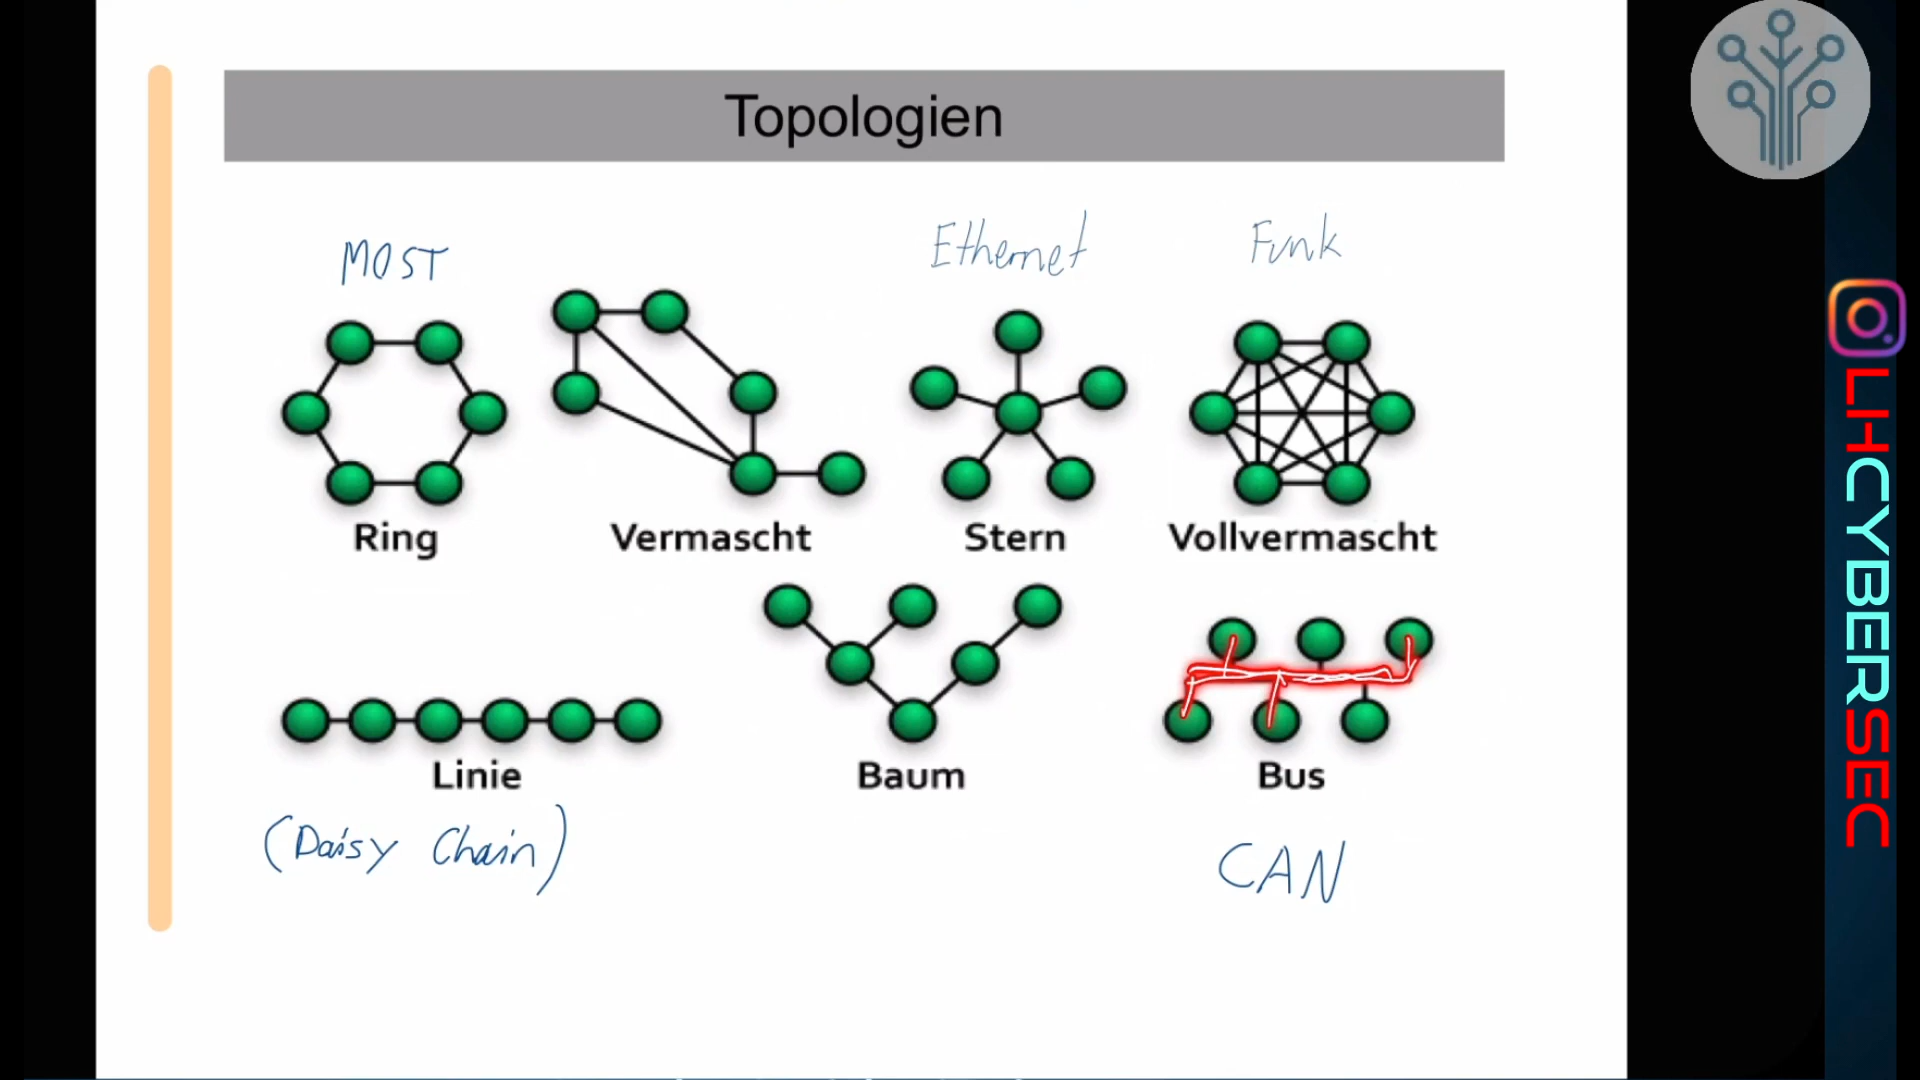 Topologien
MOST
Ethernet
Funk
Ring
Vermascht
Stern
Vollvermascht
Linie
Baum
Bus
(Daisy Chain)
CAN
LHCYBERSEC